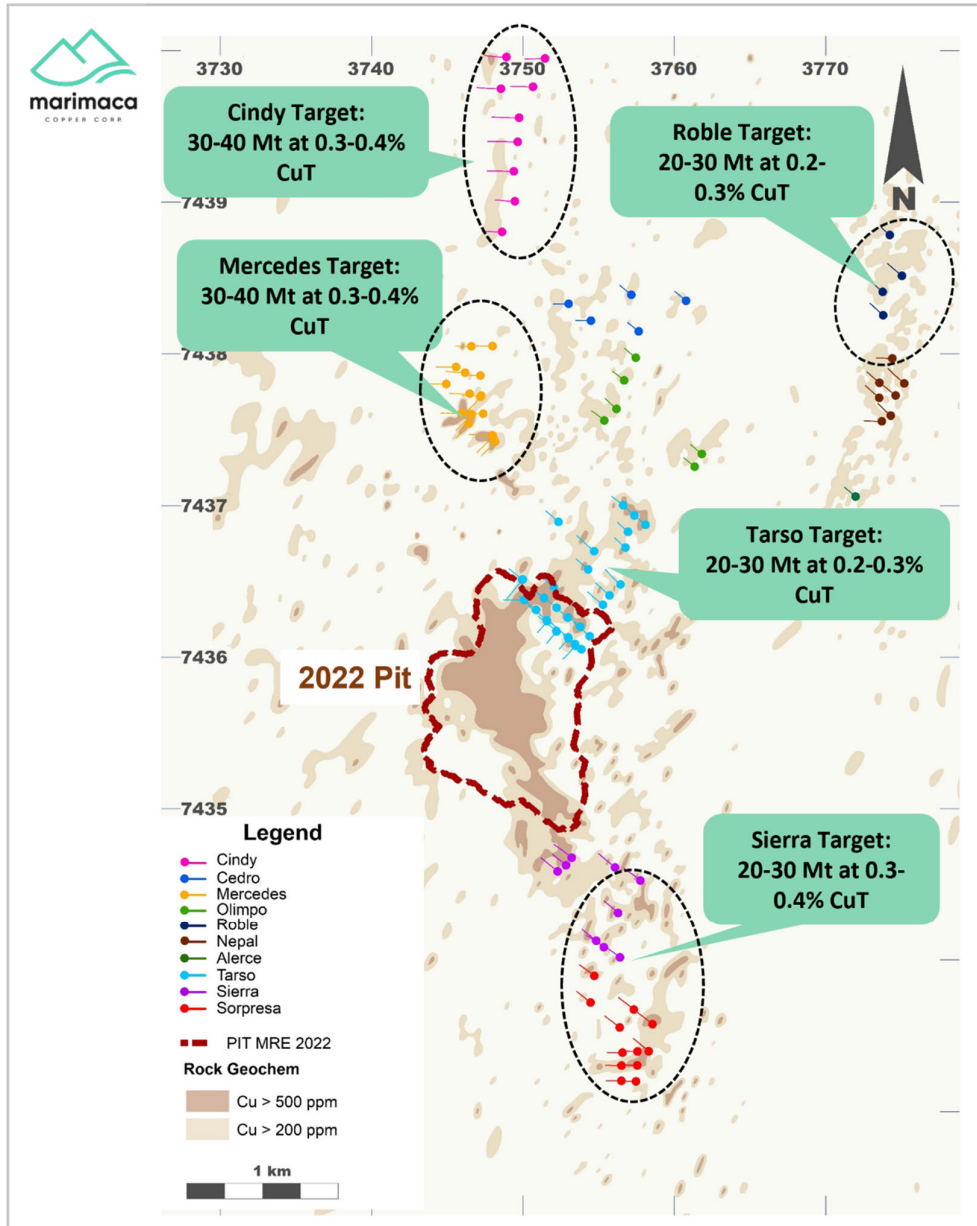 marimaca
COPPER CORP
3730
3740
3750
3760
3770
Cindy Target:
30-40 Mt at 0.3-0.4%
CuT
Roble Target:
20-30 Mt at 0.2-
0.3% CuT
N
7439
Mercedes Target:
30-40 Mt at 0.3-0.4%
CuT
7438
7437
Tarso Target:
20-30 Mt at 0.2-0.3%
CuT
7436
2022 Pit
7435
Sierra Target:
20-30 Mt at 0.3-
0.4% CuT
Legend
Cindy
Cedro
Mercedes
Olimpo
Roble
Nepal
Alerce
Tarso
Sierra
Sorpresa
PIT MRE 2022
Rock Geochem
Cu > 500 ppm
Cu > 200 ppm
1 km